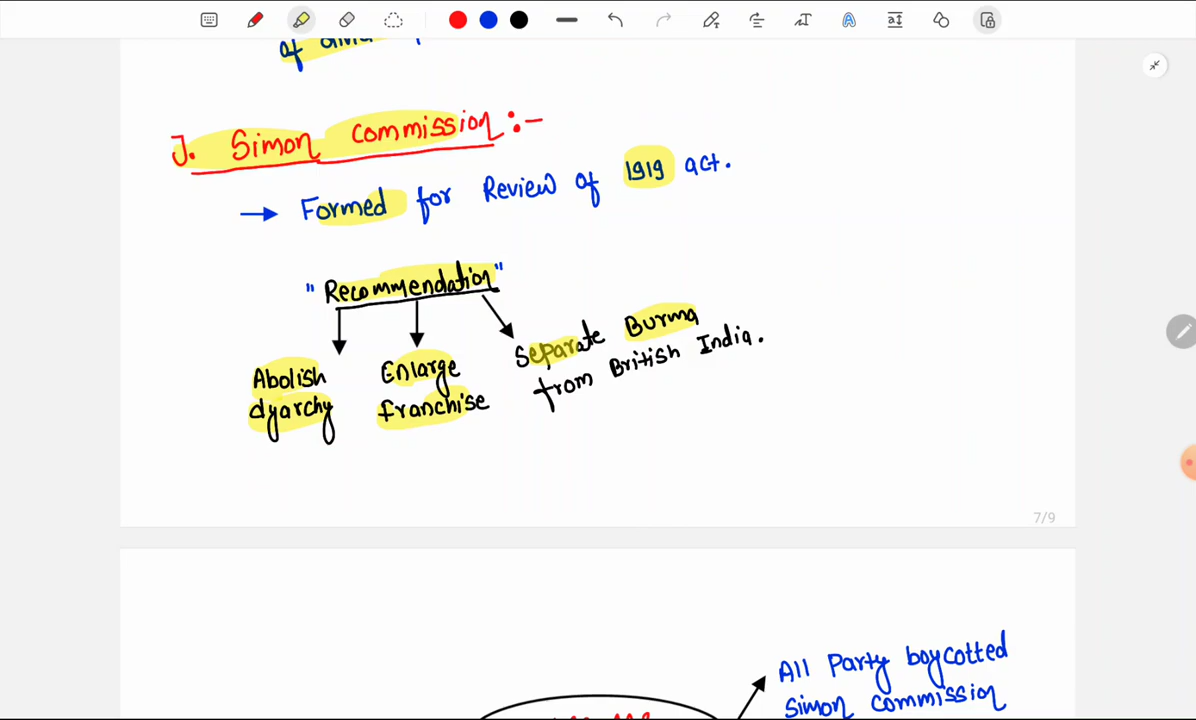 J. Simon Commission :-
→ Formed for Review of 1919 act.
"Recommendation"
Abolish dyarchy
Enlarge franchise
Separate Burma from British India.
7/9
All Party boycotted
Simon commission